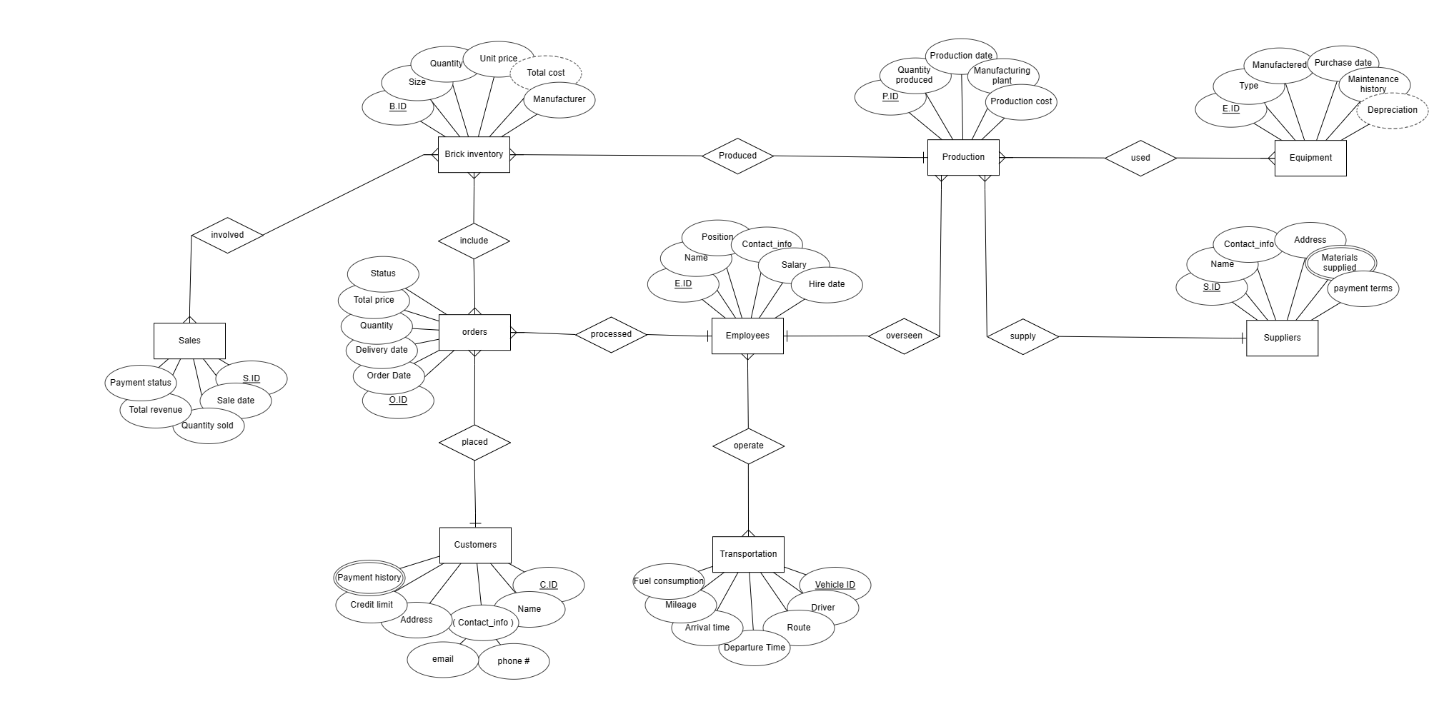 Brick inventory
B.ID
Size
Quantity
Unit price
Total cost
Manufacturer
Produced
Production
P.ID
Quantity
produced
Production date
Manufacturing
plant
Production cost
used
Equipment
E.ID
Type
Manufactered
Purchase date
Maintenance
history
Depreciation
involved
include
Sales
Payment status
Total revenue
Quantity sold
Sale date
S.ID
orders
Status
Total price
Quantity
Delivery date
Order Date
O.ID
processed
Employees
E.ID
Name
Position
Contact_info
Salary
Hire date
overseen
supply
Suppliers
S.ID
Name
Contact_info
Address
Materials
supplied
payment terms
placed
operate
Customers
Payment history
Credit limit
Address
( Contact_info )
Name
C.ID
email
phone #
Transportation
Fuel consumption
Mileage
Arrival time
Departure Time
Route
Driver
Vehicle ID